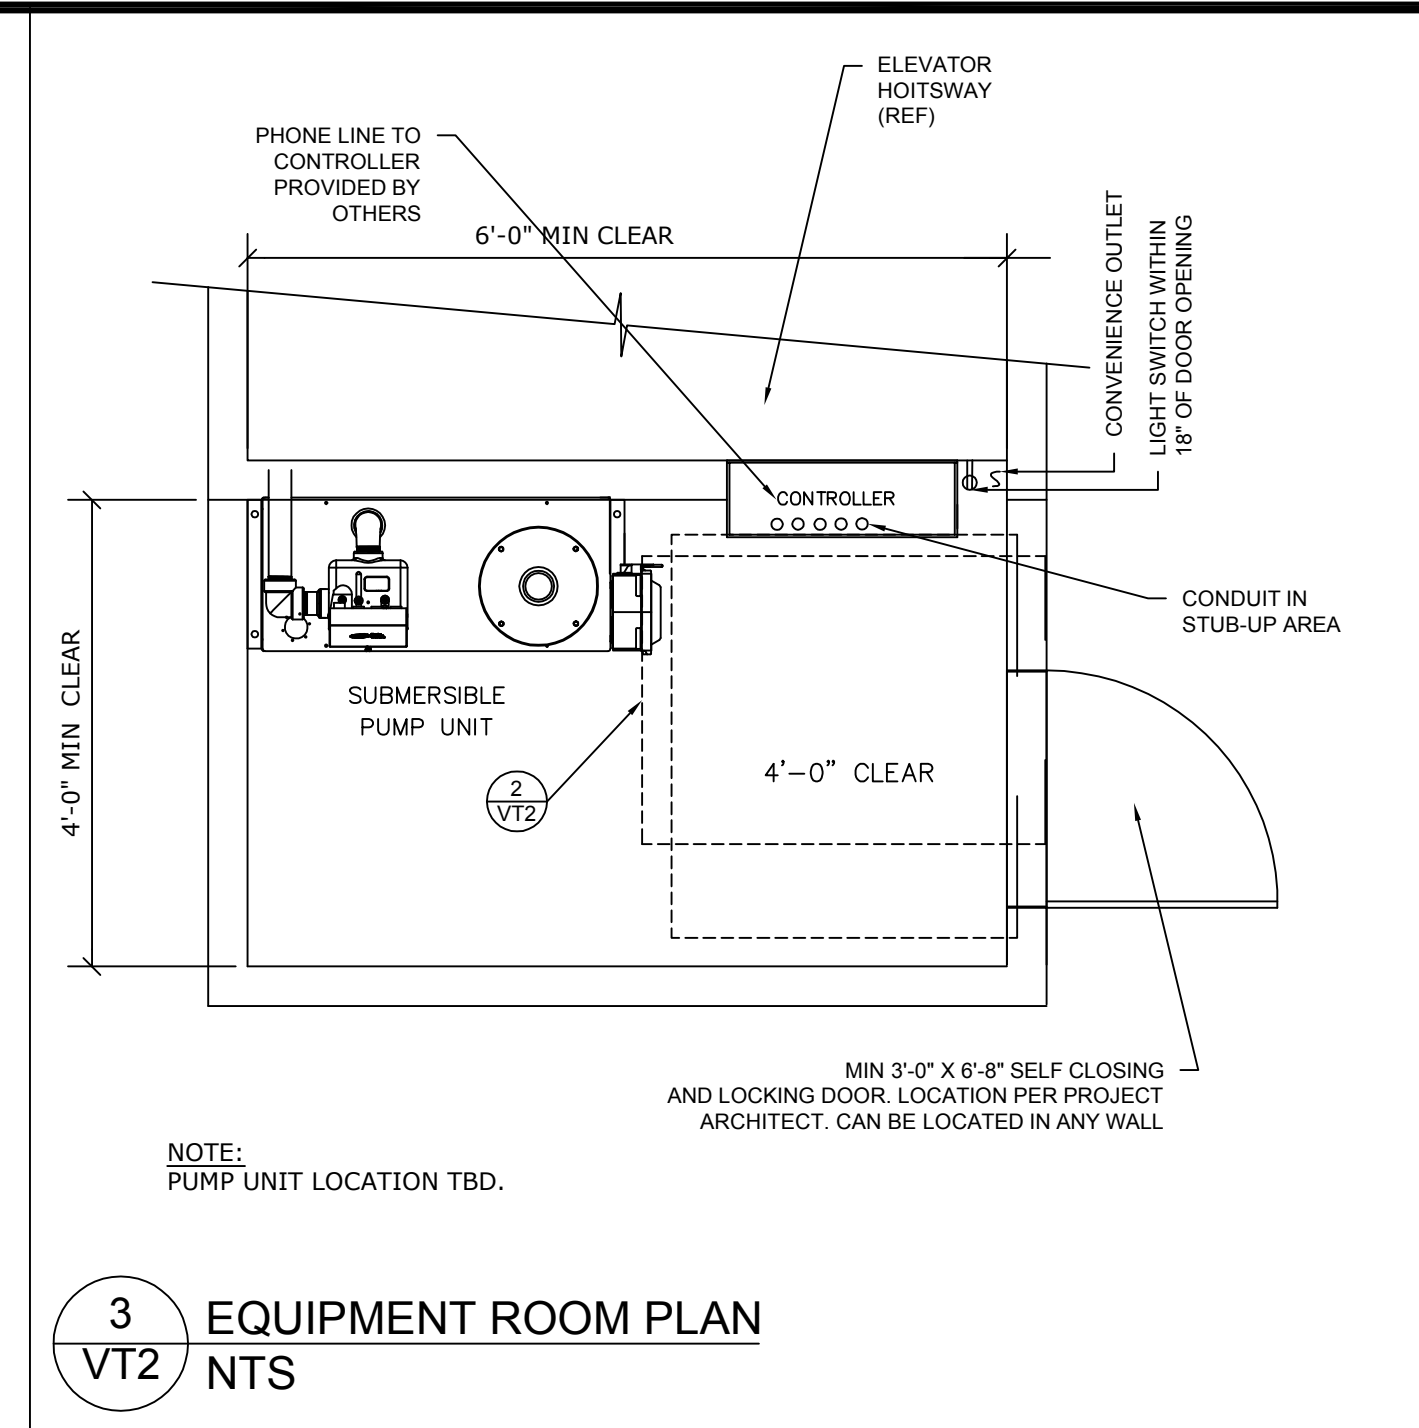 ELEVATOR
HOITSWAY
(REF)
PHONE LINE TO
CONTROLLER
PROVIDED BY
OTHERS
6'-0" MIN CLEAR
CONVENIENCE OUTLET
LIGHT SWITCH WITHIN
18" OF DOOR OPENING
CONTROLLER
CONDUIT IN
STUB-UP AREA
4'-0" MIN CLEAR
SUBMERSIBLE
PUMP UNIT
2
VT2
4'-0" CLEAR
MIN 3'-0" X 6'-8" SELF CLOSING
AND LOCKING DOOR. LOCATION PER PROJECT
ARCHITECT. CAN BE LOCATED IN ANY WALL
NOTE:
PUMP UNIT LOCATION TBD.
3
VT2
EQUIPMENT ROOM PLAN
NTS